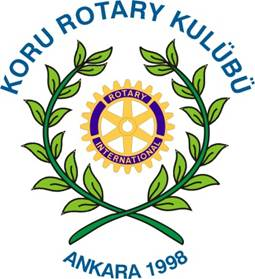 KORU ROTARY KULÜBÜ
ROTARY
INTERNATIONAL
ANKARA 1998